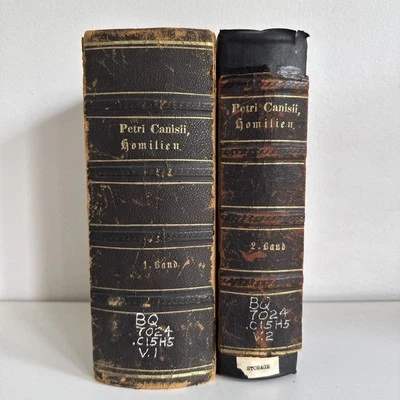 Petri Canisii,
Homilien.
1. Band.
BQ
7024
.C15H5
V.1
Petri Canisii,
Homilien.
2. Band
BQ
7024
.C15H5
V.2
STORAGE